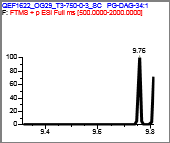 QEF1622_OG29_T3-750-0-3_SC PG-DAG-34:1
F: FTMS + p ESI Full ms [500.0000-2000.0000]
9.76
100
80
60
40
20
0
9.4 9.6 9.8